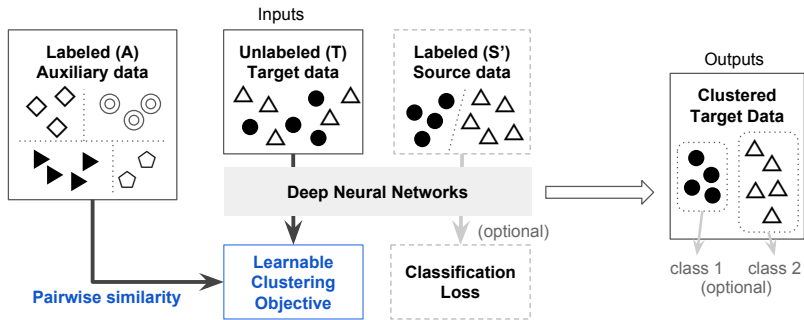 Inputs
Labeled (A)
Auxiliary data
Unlabeled (T)
Target data
Labeled (S')
Source data
Outputs
Clustered
Target Data
Deep Neural Networks
(optional)
Pairwise similarity
Learnable
Clustering
Objective
Classification
Loss
class 1
class 2
(optional)